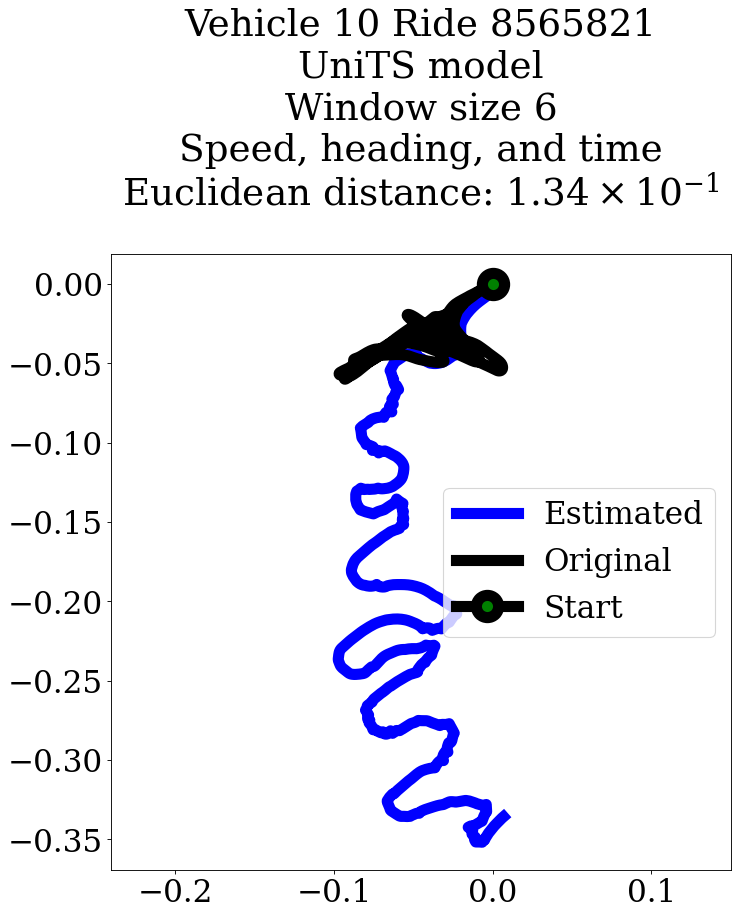 Vehicle 10 Ride 8565821
UniTS model
Window size 6
Speed, heading, and time
Euclidean distance: 1.34 × 10⁻¹
0.00
−0.05
−0.10
−0.15
−0.20
−0.25
−0.30
−0.35
Estimated
Original
Start
−0.2
−0.1
0.0
0.1